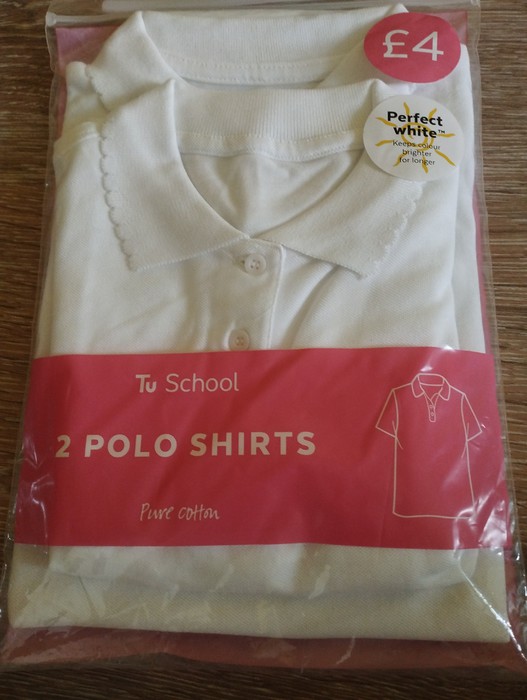 £4
Perfect
white™
Keeps colour
brighter
for longer
Tu School
2 POLO SHIRTS
Pure cotton